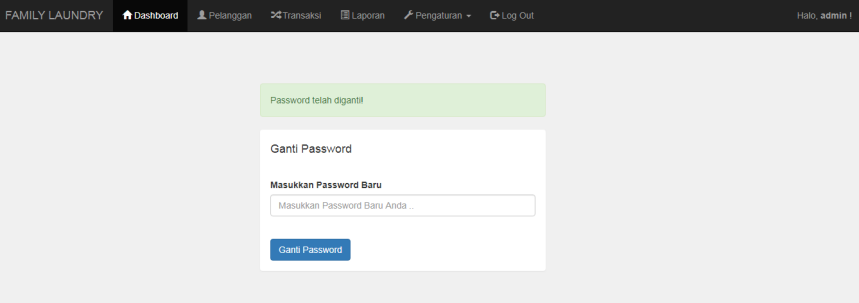 FAMILY LAUNDRY Dashboard Pelanggan Transaksi Laporan Pengaturan Log Out Halo, admin !
Password telah diganti!
Ganti Password
Masukkan Password Baru
Masukkan Password Baru Anda ..
Ganti Password